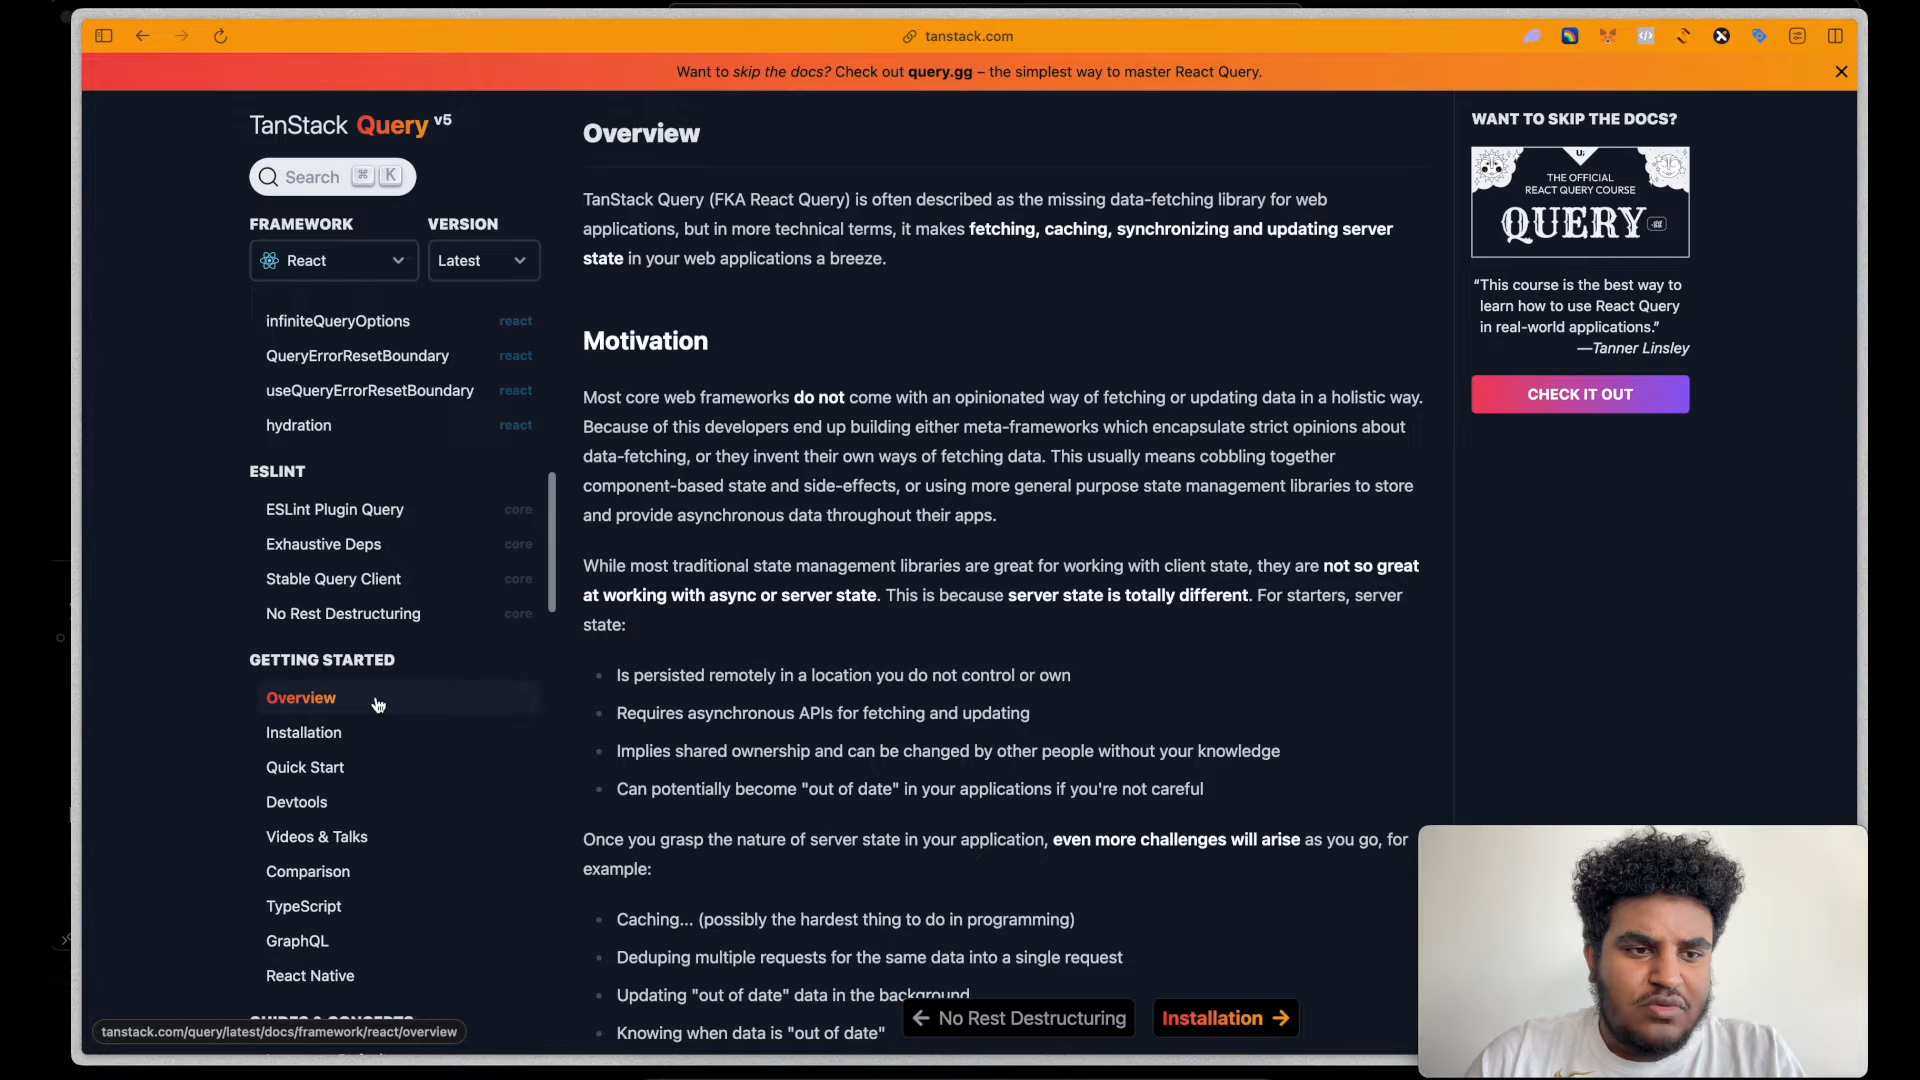 tanstack.com
Want to skip the docs? Check out query.gg – the simplest way to master React Query.
TanStack Query v5
Search ⌘ K
FRAMEWORK
VERSION
React
Latest
infiniteQueryOptions react
QueryErrorResetBoundary react
useQueryErrorResetBoundary react
hydration react
ESLINT
ESLint Plugin Query core
Exhaustive Deps core
Stable Query Client core
No Rest Destructuring core
GETTING STARTED
Overview
Installation
Quick Start
Devtools
Videos & Talks
Comparison
TypeScript
GraphQL
React Native
GUIDES & CONCEPTS
tanstack.com/query/latest/docs/framework/react/overview
Overview
TanStack Query (FKA React Query) is often described as the missing data-fetching library for web
applications, but in more technical terms, it makes fetching, caching, synchronizing and updating server
state in your web applications a breeze.
Motivation
Most core web frameworks do not come with an opinionated way of fetching or updating data in a holistic way.
Because of this developers end up building either meta-frameworks which encapsulate strict opinions about
data-fetching, or they invent their own ways of fetching data. This usually means cobbling together
component-based state and side-effects, or using more general purpose state management libraries to store
and provide asynchronous data throughout their apps.
While most traditional state management libraries are great for working with client state, they are not so great
at working with async or server state. This is because server state is totally different. For starters, server
state:
Is persisted remotely in a location you do not control or own
Requires asynchronous APIs for fetching and updating
Implies shared ownership and can be changed by other people without your knowledge
Can potentially become "out of date" in your applications if you're not careful
Once you grasp the nature of server state in your application, even more challenges will arise as you go, for
example:
Caching... (possibly the hardest thing to do in programming)
Deduping multiple requests for the same data into a single request
Updating "out of date" data in the background
Knowing when data is "out of date"
← No Rest Destructuring
Installation →
WANT TO SKIP THE DOCS?
Ui
THE OFFICIAL
REACT QUERY COURSE
QUERY
“This course is the best way to
learn how to use React Query
in real-world applications.”
—Tanner Linsley
CHECK IT OUT